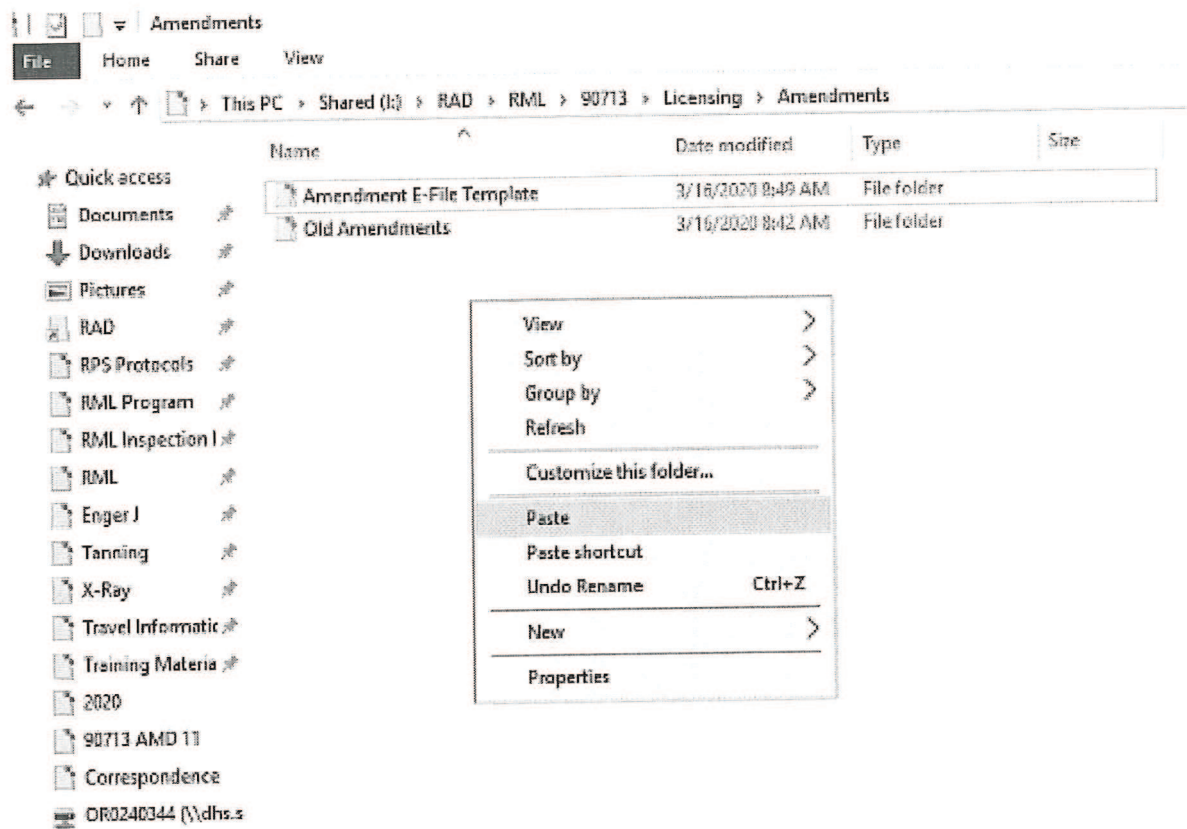 Amendments
File Home Share View
This PC > Shared (I:) > RAD > RML > 90713 > Licensing > Amendments
Name Date modified Type Size
Quick access
Documents
Downloads
Pictures
RAD
RPS Protocols
RML Program
RML Inspection I
RML
Enger J
Tanning
X-Ray
Travel Informatic
Training Materia
2020
90713 AMD 11
Correspondence
OR0240344 (\\dhs.s
Amendment E-File Template 3/16/2020 8:49 AM File folder
Old Amendments 3/16/2020 8:42 AM File folder
View >
Sort by >
Group by >
Refresh
Customize this folder...
Paste
Paste shortcut
Undo Rename Ctrl+Z
New >
Properties